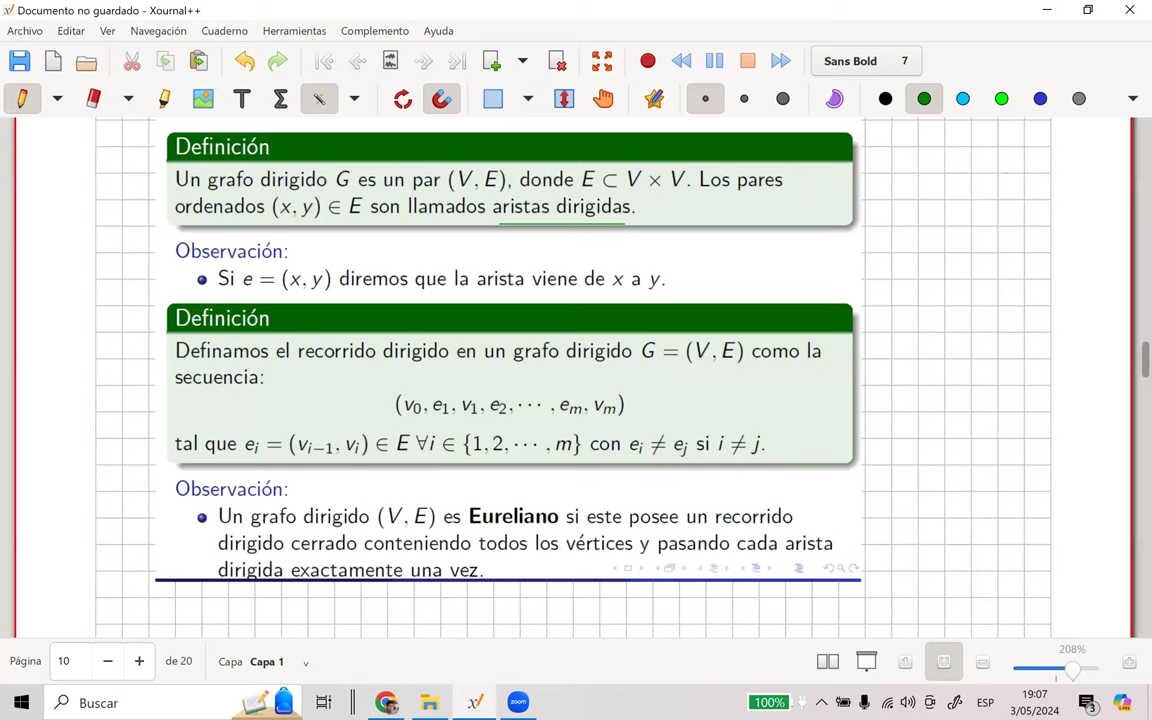 Documento no guardado - Xournal++
Archivo Editar Ver Navegación Cuaderno Herramientas Complemento Ayuda
Sans Bold 7
Definición
Un grafo dirigido G es un par (V, E), donde E ⊂ V × V. Los pares
ordenados (x, y) ∈ E son llamados aristas dirigidas.
Observación:
Si e = (x, y) diremos que la arista viene de x a y.
Definición
Definamos el recorrido dirigido en un grafo dirigido G = (V, E) como la
secuencia:
(v₀, e₁, v₁, e₂, ⋯ , eₘ, vₘ)
tal que eᵢ = (vᵢ₋₁, vᵢ) ∈ E ∀i ∈ {1, 2, ⋯ , m} con eᵢ ≠ eⱼ si i ≠ j.
Observación:
Un grafo dirigido (V, E) es Eureliano si este posee un recorrido
dirigido cerrado conteniendo todos los vértices y pasando cada arista
dirigida exactamente una vez.
Página 10 de 20 Capa Capa 1 208%
Buscar zoom 100% ESP 19:07
3/05/2024 3